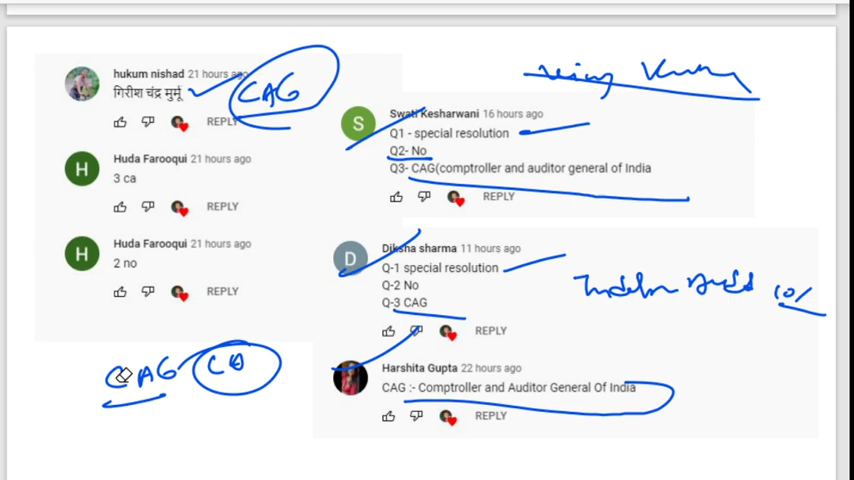 hukum nishad 21 hours ago
गिरीश चंद्र मुर्मू
CAG
REPLY
H
Huda Farooqui 21 hours ago
3 ca
REPLY
H
Huda Farooqui 21 hours ago
2 no
REPLY
CAG
S
Swati Kesharwani 16 hours ago
Q1 - special resolution
Q2- No
Q3- CAG(comptroller and auditor general of India
REPLY
D
Diksha sharma 11 hours ago
Q-1 special resolution
Q-2 No
Q-3 CAG
REPLY
Harshita Gupta 22 hours ago
CAG :- Comptroller and Auditor General Of India
REPLY